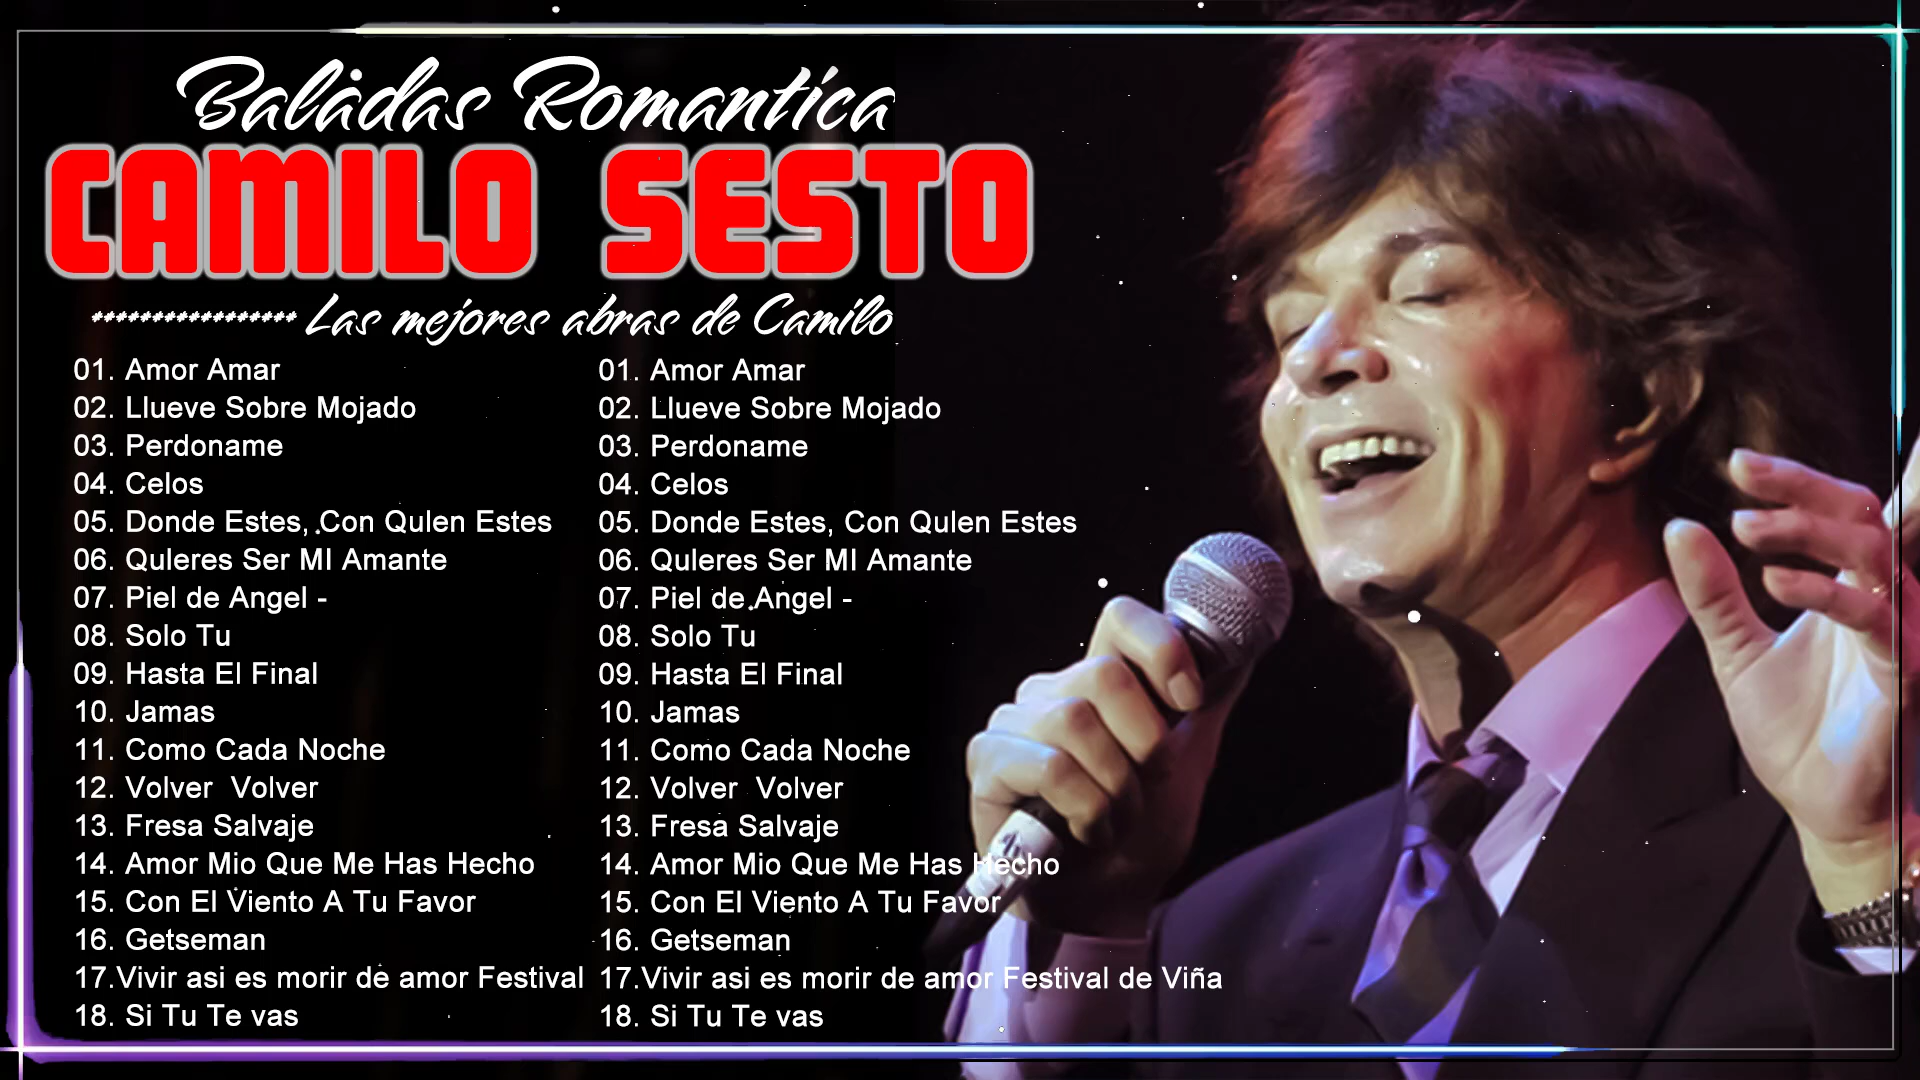 Baladas Romantica
CAMILO SESTO
Las mejores abras de Camilo
01. Amor Amar
02. Llueve Sobre Mojado
03. Perdoname
04. Celos
05. Donde Estes, Con Qulen Estes
06. Quleres Ser MI Amante
07. Piel de Angel -
08. Solo Tu
09. Hasta El Final
10. Jamas
11. Como Cada Noche
12. Volver  Volver
13. Fresa Salvaje
14. Amor Mio Que Me Has Hecho
15. Con El Viento A Tu Favor
16. Getseman
17.Vivir asi es morir de amor Festival
18. Si Tu Te vas
01. Amor Amar
02. Llueve Sobre Mojado
03. Perdoname
04. Celos
05. Donde Estes, Con Qulen Estes
06. Quleres Ser MI Amante
07. Piel de Angel -
08. Solo Tu
09. Hasta El Final
10. Jamas
11. Como Cada Noche
12. Volver  Volver
13. Fresa Salvaje
14. Amor Mio Que Me Has Hecho
15. Con El Viento A Tu Favor
16. Getseman
17.Vivir asi es morir de amor Festival de Viña
18. Si Tu Te vas